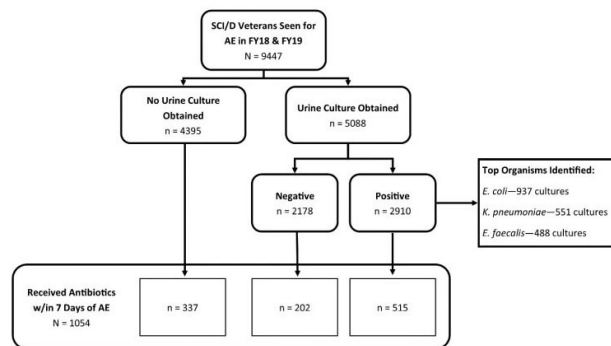 SCI/D Veterans Seen for
AE in FY18 & FY19
N = 9447
No Urine Culture
Obtained
n = 4395
Urine Culture Obtained
n = 5088
Negative
n = 2178
Positive
n = 2910
Top Organisms Identified:
E. coli—937 cultures
K. pneumoniae—551 cultures
E. faecalis—488 cultures
Received Antibiotics
w/in 7 Days of AE
N = 1054
n = 337
n = 202
n = 515